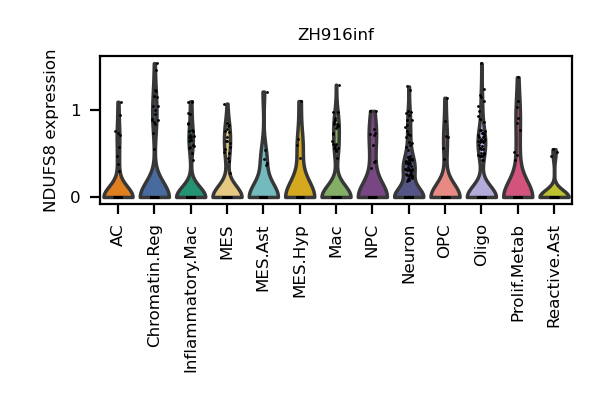 ZH916inf
NDUFS8 expression
1
0
AC
Chromatin.Reg
Inflammatory.Mac
MES
MES.Ast
MES.Hyp
Mac
NPC
Neuron
OPC
Oligo
Prolif.Metab
Reactive.Ast